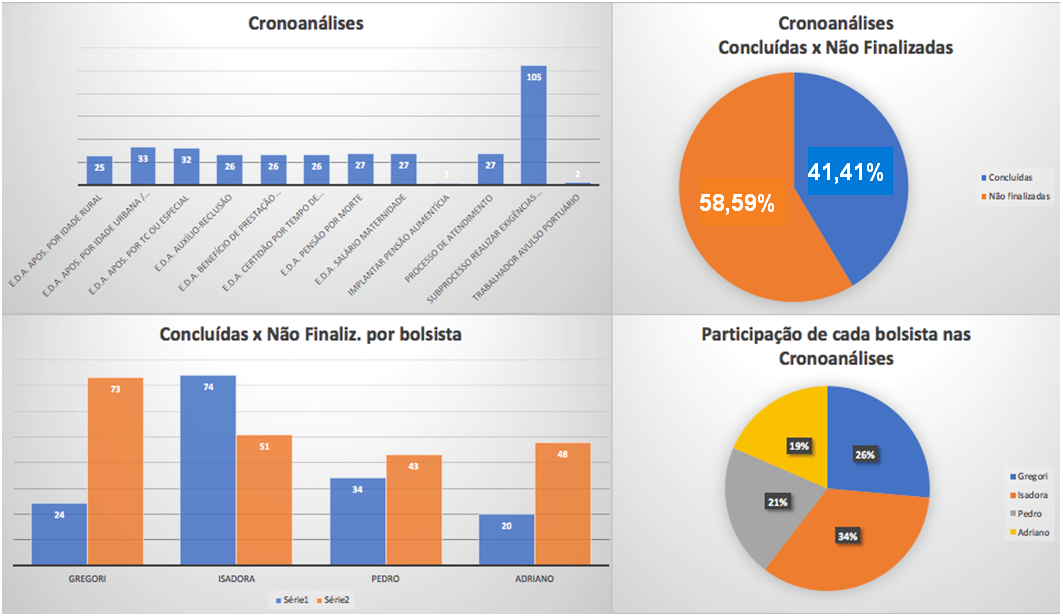 Cronoanálises
25
33
32
26
26
26
27
27
1
27
105
2
E.D.A. APOS. POR IDADE RURAL
E.D.A. APOS. POR IDADE URBANA /...
E.D.A. APOS. POR TC OU ESPECIAL
E.D.A. AUXÍLIO-RECLUSÃO
E.D.A. BENEFÍCIO DE PRESTAÇÃO...
E.D.A. CERTIDÃO POR TEMPO DE...
E.D.A. PENSÃO POR MORTE
E.D.A. SALÁRIO MATERNIDADE
IMPLANTAR PENSÃO ALIMENTÍCIA
PROCESSO DE ATENDIMENTO
SUBPROCESSO REALIZAR EXIGÊNCIAS...
TRABALHADOR AVULSO PORTUÁRIO
Cronoanálises
Concluídas x Não Finalizadas
41,41%
58,59%
Concluídas
Não finalizadas
Concluídas x Não Finaliz. por bolsista
24
73
74
51
34
43
20
48
GREGORI
ISADORA
PEDRO
ADRIANO
Série1
Série2
Participação de cada bolsista nas
Cronoanálises
19%
26%
21%
34%
Gregori
Isadora
Pedro
Adriano